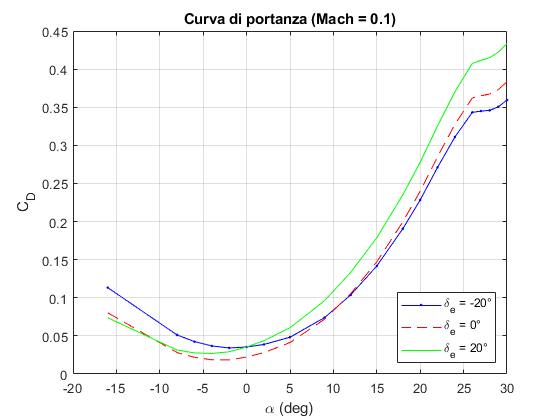 Curva di portanza (Mach = 0.1)
0.45
0.4
0.35
0.3
0.25
0.2
0.15
0.1
0.05
0
C_D
-20 -15 -10 -5 0 5 10 15 20 25 30
α (deg)
δ_e = -20°
δ_e = 0°
δ_e = 20°